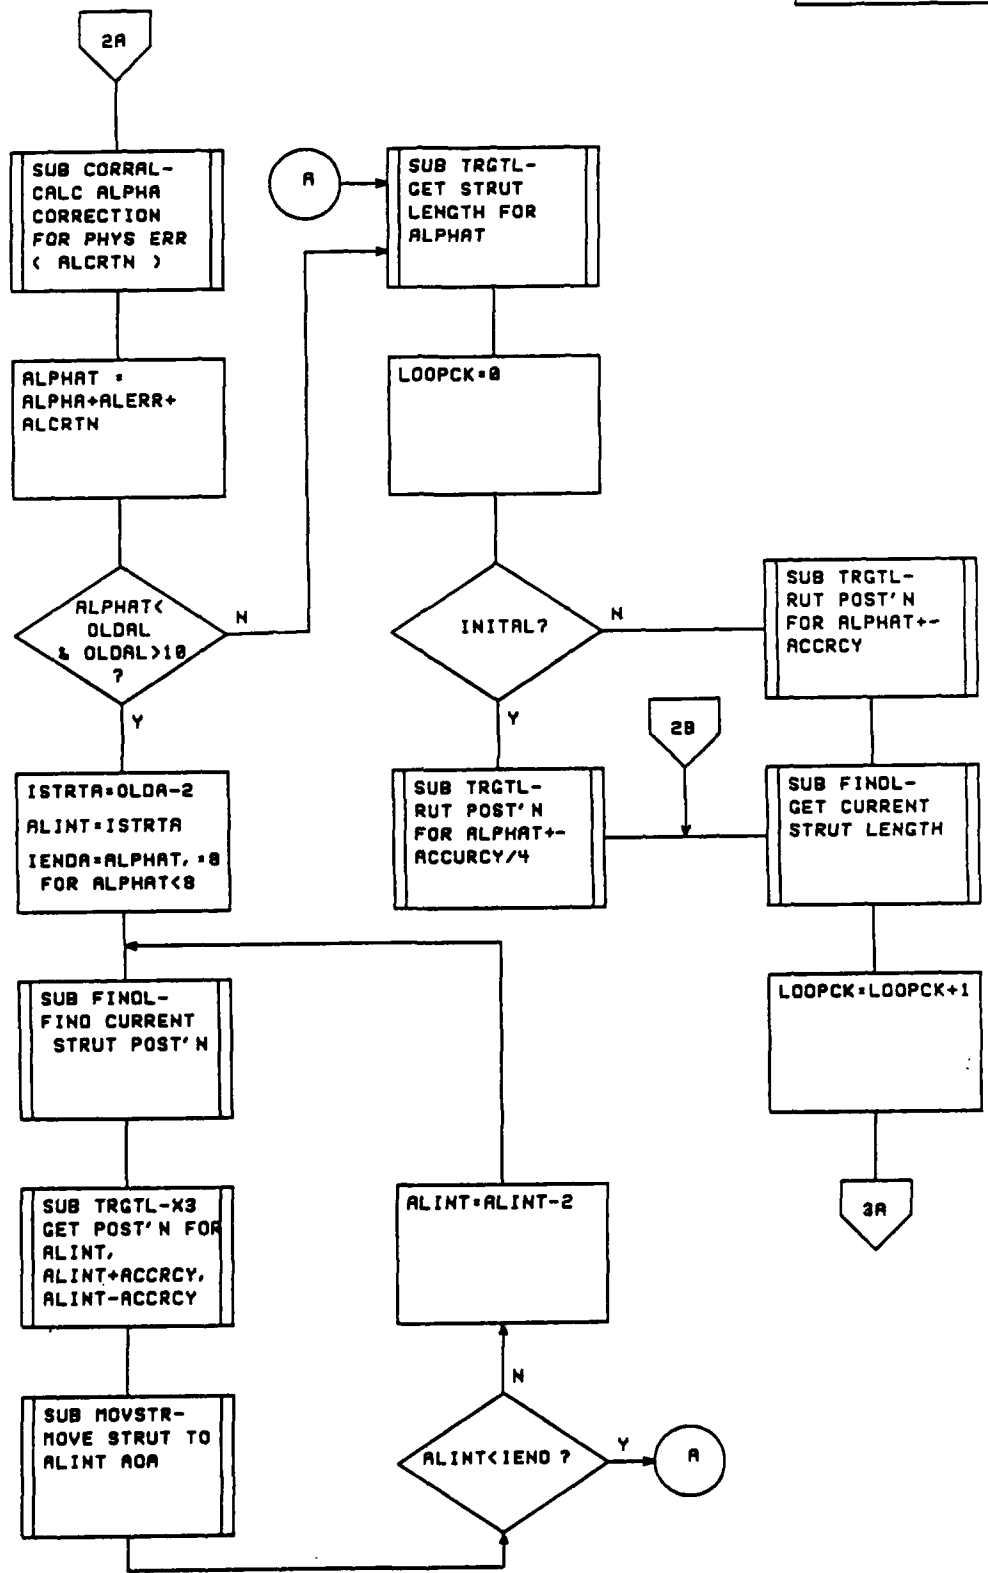 2A
SUB CORRAL-
CALC ALPHA
CORRECTION
FOR PHYS ERR
( ALCRTN )
ALPHAT =
ALPHA+ALERR+
ALCRTN
ALPHAT<
OLDAL
& OLDAL>10
?
N
Y
ISTRTA=OLDA-2
ALINT=ISTRTA
IENDA=ALPHAT, =8
FOR ALPHAT<8
SUB FINDL-
FIND CURRENT
STRUT POST'N
SUB TRGTL-X3
GET POST'N FOR
ALINT,
ALINT+ACCRCY,
ALINT-ACCRCY
SUB MOVSTR-
MOVE STRUT TO
ALINT AOA
A
SUB TRGTL-
GET STRUT
LENGTH FOR
ALPHAT
LOOPCK=0
INITAL?
N
Y
SUB TRGTL-
RUT POST'N
FOR ALPHAT+-
ACCURCY/4
2B
ALINT=ALINT-2
N
ALINT<IEND ?
Y
A
SUB TRGTL-
RUT POST'N
FOR ALPHAT+-
ACCRCY
SUB FINDL-
GET CURRENT
STRUT LENGTH
LOOPCK=LOOPCK+1
3A